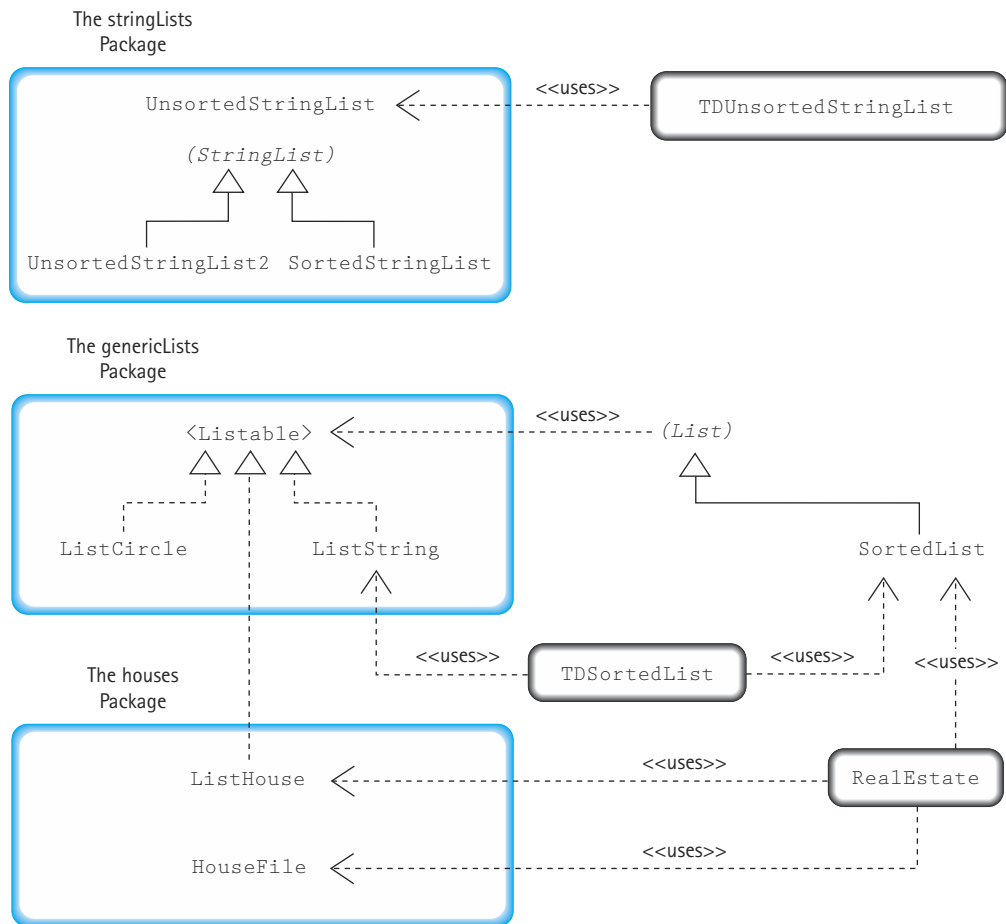 The stringLists
Package
UnsortedStringList
<<uses>>
TDUnsortedStringList
(StringList)
UnsortedStringList2
SortedStringList
The genericLists
Package
<Listable>
<<uses>>
(List)
ListCircle
ListString
SortedList
<<uses>>
TDSortedList
<<uses>>
<<uses>>
The houses
Package
ListHouse
<<uses>>
RealEstate
HouseFile
<<uses>>